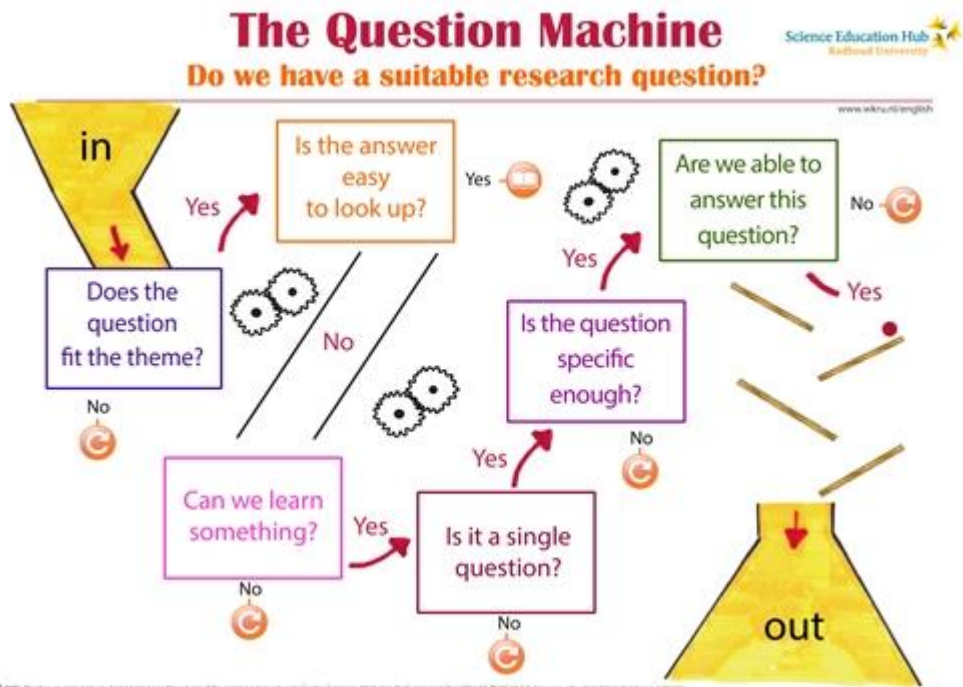 The Question Machine
Do we have a suitable research question?
Science Education Hub
Radboud University
www.wkru.nl/english
in
Does the
question
fit the theme?
No
Yes
Is the answer
easy
to look up?
Yes
No
Can we learn
something?
No
Yes
Is it a single
question?
No
Yes
Is the question
specific
enough?
No
Yes
Are we able to
answer this
question?
No
Yes
out